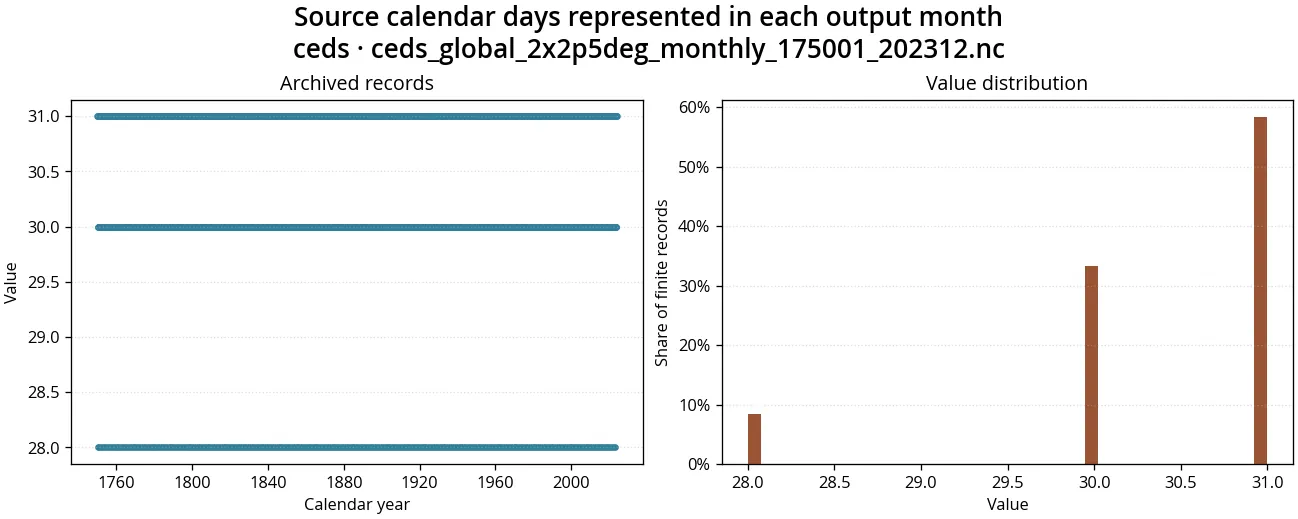 Source calendar days represented in each output month
ceds · ceds_global_2x2p5deg_monthly_175001_202312.nc
Archived records
Value
31.0
30.5
30.0
29.5
29.0
28.5
28.0
1760 1800 1840 1880 1920 1960 2000
Calendar year
Value distribution
Share of finite records
60%
50%
40%
30%
20%
10%
0%
28.0 28.5 29.0 29.5 30.0 30.5 31.0
Value